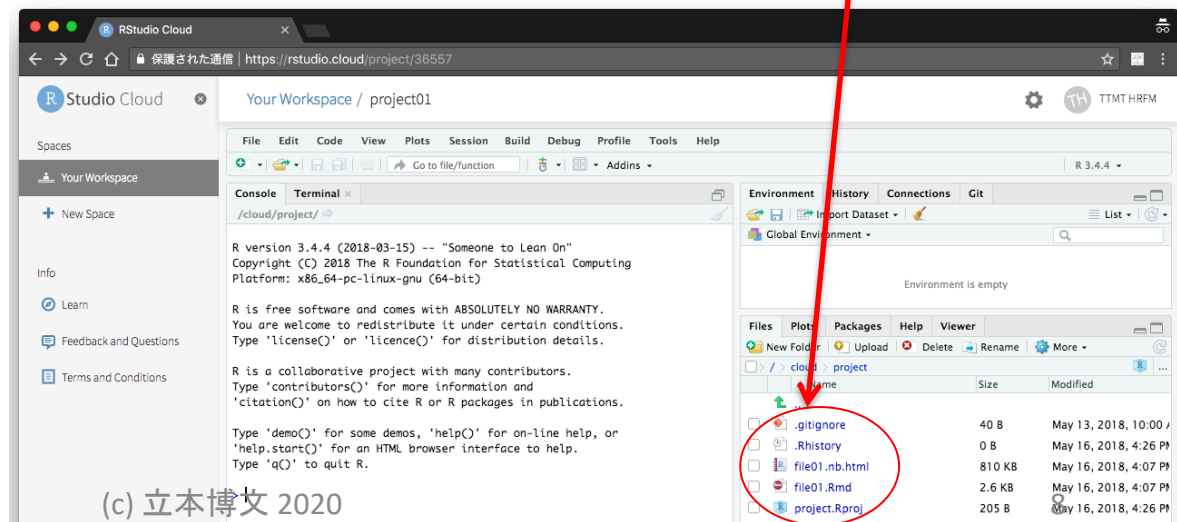 RStudio Cloud
保護された通信 | https://rstudio.cloud/project/36557
R Studio Cloud
Your Workspace / project01
TH TTMT HRFM
Spaces
Your Workspace
New Space
Info
Learn
Feedback and Questions
Terms and Conditions
File Edit Code View Plots Session Build Debug Profile Tools Help
Go to file/function Addins R 3.4.4
Console Terminal
/cloud/project/
R version 3.4.4 (2018-03-15) -- "Someone to Lean On"
Copyright (C) 2018 The R Foundation for Statistical Computing
Platform: x86_64-pc-linux-gnu (64-bit)
R is free software and comes with ABSOLUTELY NO WARRANTY.
You are welcome to redistribute it under certain conditions.
Type 'license()' or 'licence()' for distribution details.
R is a collaborative project with many contributors.
Type 'contributors()' for more information and
'citation()' on how to cite R or R packages in publications.
Type 'demo()' for some demos, 'help()' for on-line help, or
'help.start()' for an HTML browser interface to help.
Type 'q()' to quit R.
>
Environment History Connections Git
Import Dataset List
Global Environment
Environment is empty
Files Plots Packages Help Viewer
New Folder Upload Delete Rename More
/ > cloud > project
Name Size Modified
..
.gitignore 40 B May 13, 2018, 10:00
.Rhistory 0 B May 16, 2018, 4:26 PM
file01.nb.html 810 KB May 16, 2018, 4:07 PM
file01.Rmd 2.6 KB May 16, 2018, 4:07 PM
project.Rproj 205 B May 16, 2018, 4:26 PM
(c) 立本博文 2020
8